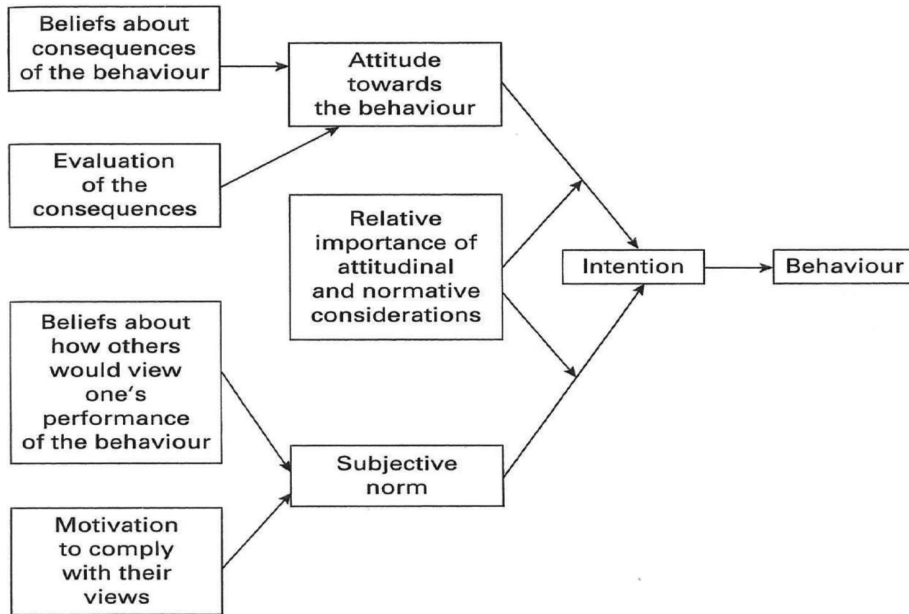 Beliefs about
consequences
of the behaviour
Attitude
towards
the behaviour
Evaluation
of the
consequences
Relative
importance of
attitudinal
and normative
considerations
Intention
Behaviour
Beliefs about
how others
would view
one's
performance
of the behaviour
Subjective
norm
Motivation
to comply
with their
views